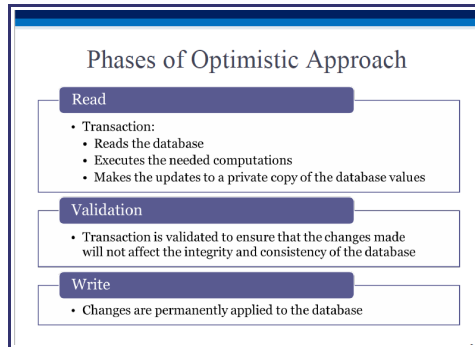 Phases of Optimistic Approach
Read
• Transaction:
• Reads the database
• Executes the needed computations
• Makes the updates to a private copy of the database values
Validation
• Transaction is validated to ensure that the changes made
will not affect the integrity and consistency of the database
Write
• Changes are permanently applied to the database